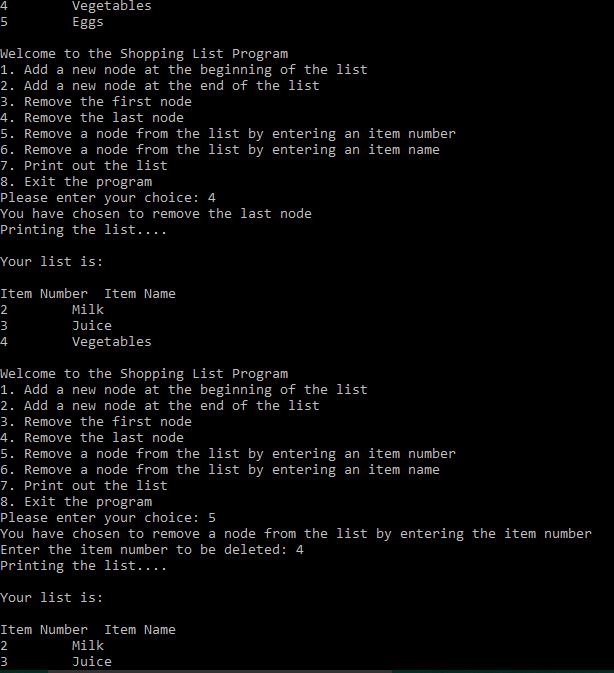 4        Vegetables
5        Eggs

Welcome to the Shopping List Program
1. Add a new node at the beginning of the list
2. Add a new node at the end of the list
3. Remove the first node
4. Remove the last node
5. Remove a node from the list by entering an item number
6. Remove a node from the list by entering an item name
7. Print out the list
8. Exit the program
Please enter your choice: 4
You have chosen to remove the last node
Printing the list....

Your list is:

Item Number  Item Name
2        Milk
3        Juice
4        Vegetables

Welcome to the Shopping List Program
1. Add a new node at the beginning of the list
2. Add a new node at the end of the list
3. Remove the first node
4. Remove the last node
5. Remove a node from the list by entering an item number
6. Remove a node from the list by entering an item name
7. Print out the list
8. Exit the program
Please enter your choice: 5
You have chosen to remove a node from the list by entering the item number
Enter the item number to be deleted: 4
Printing the list....

Your list is:

Item Number  Item Name
2        Milk
3        Juice